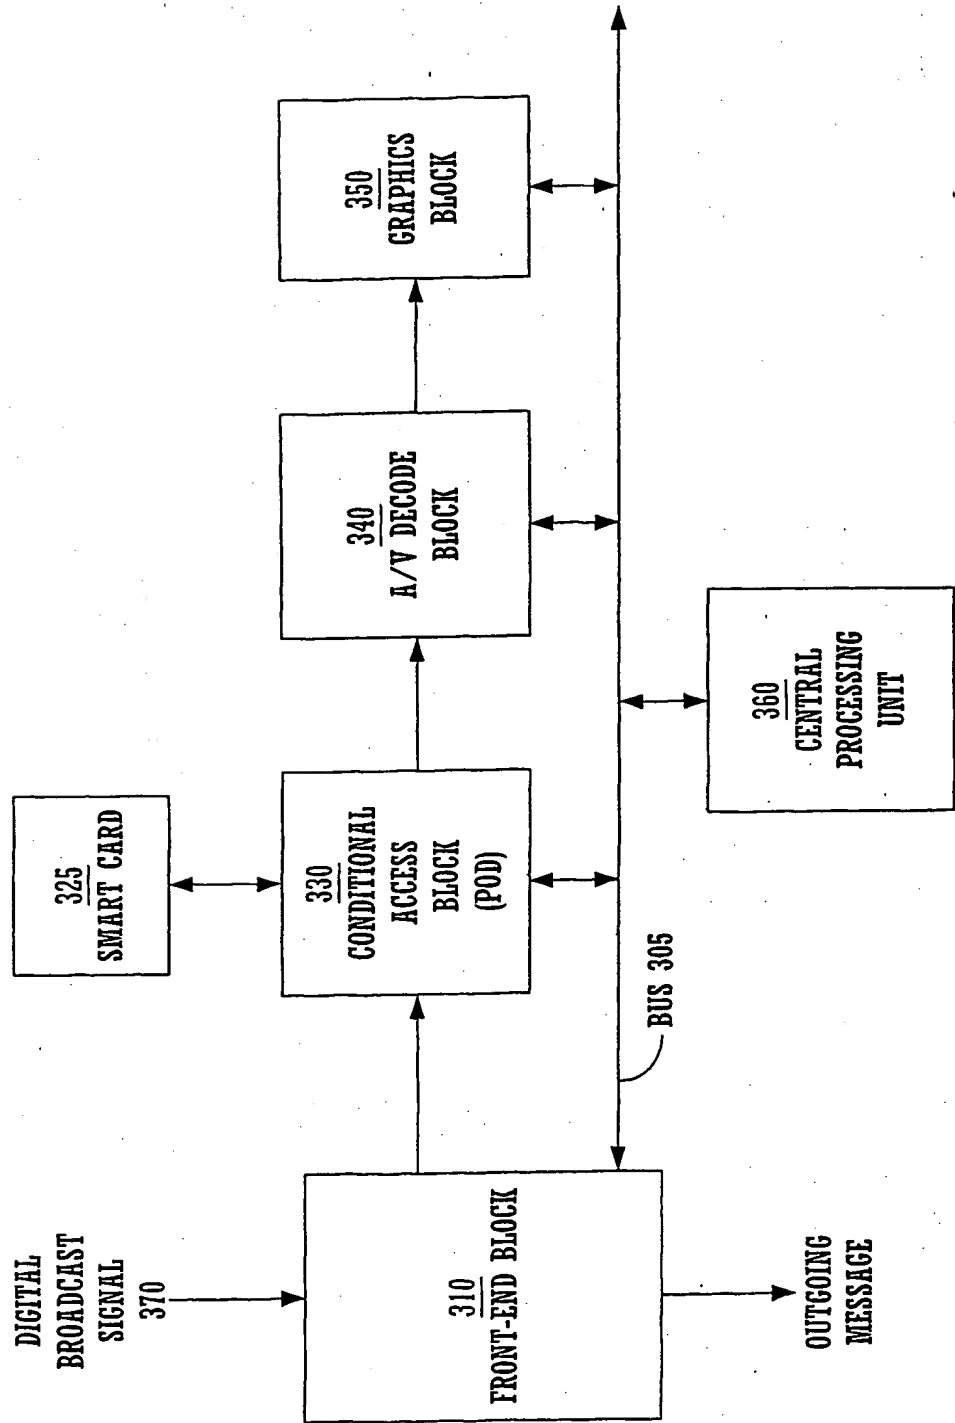 DIGITAL
BROADCAST
SIGNAL
370
310
FRONT-END BLOCK
OUTGOING
MESSAGE
325
SMART CARD
330
CONDITIONAL
ACCESS
BLOCK
(POD)
BUS 305
340
A/V DECODE
BLOCK
360
CENTRAL
PROCESSING
UNIT
350
GRAPHICS
BLOCK